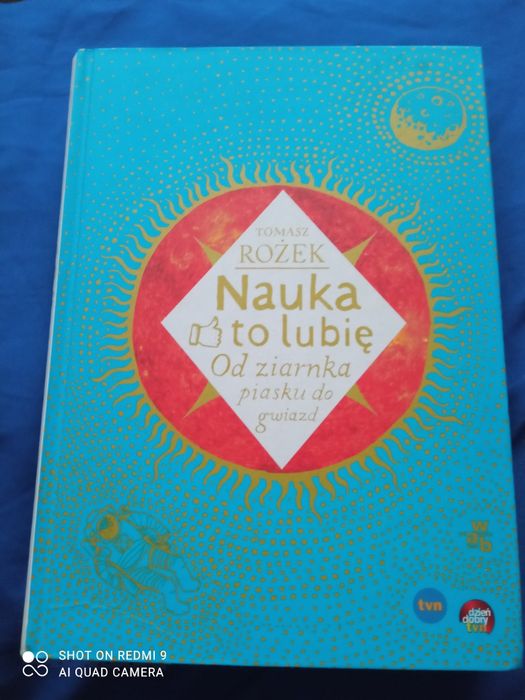 TOMASZ
ROŻEK
Nauka
to lubię
Od ziarnka
piasku do
gwiazd
w
a.b
tvn
dzień
dobry
tvn
SHOT ON REDMI 9
AI QUAD CAMERA